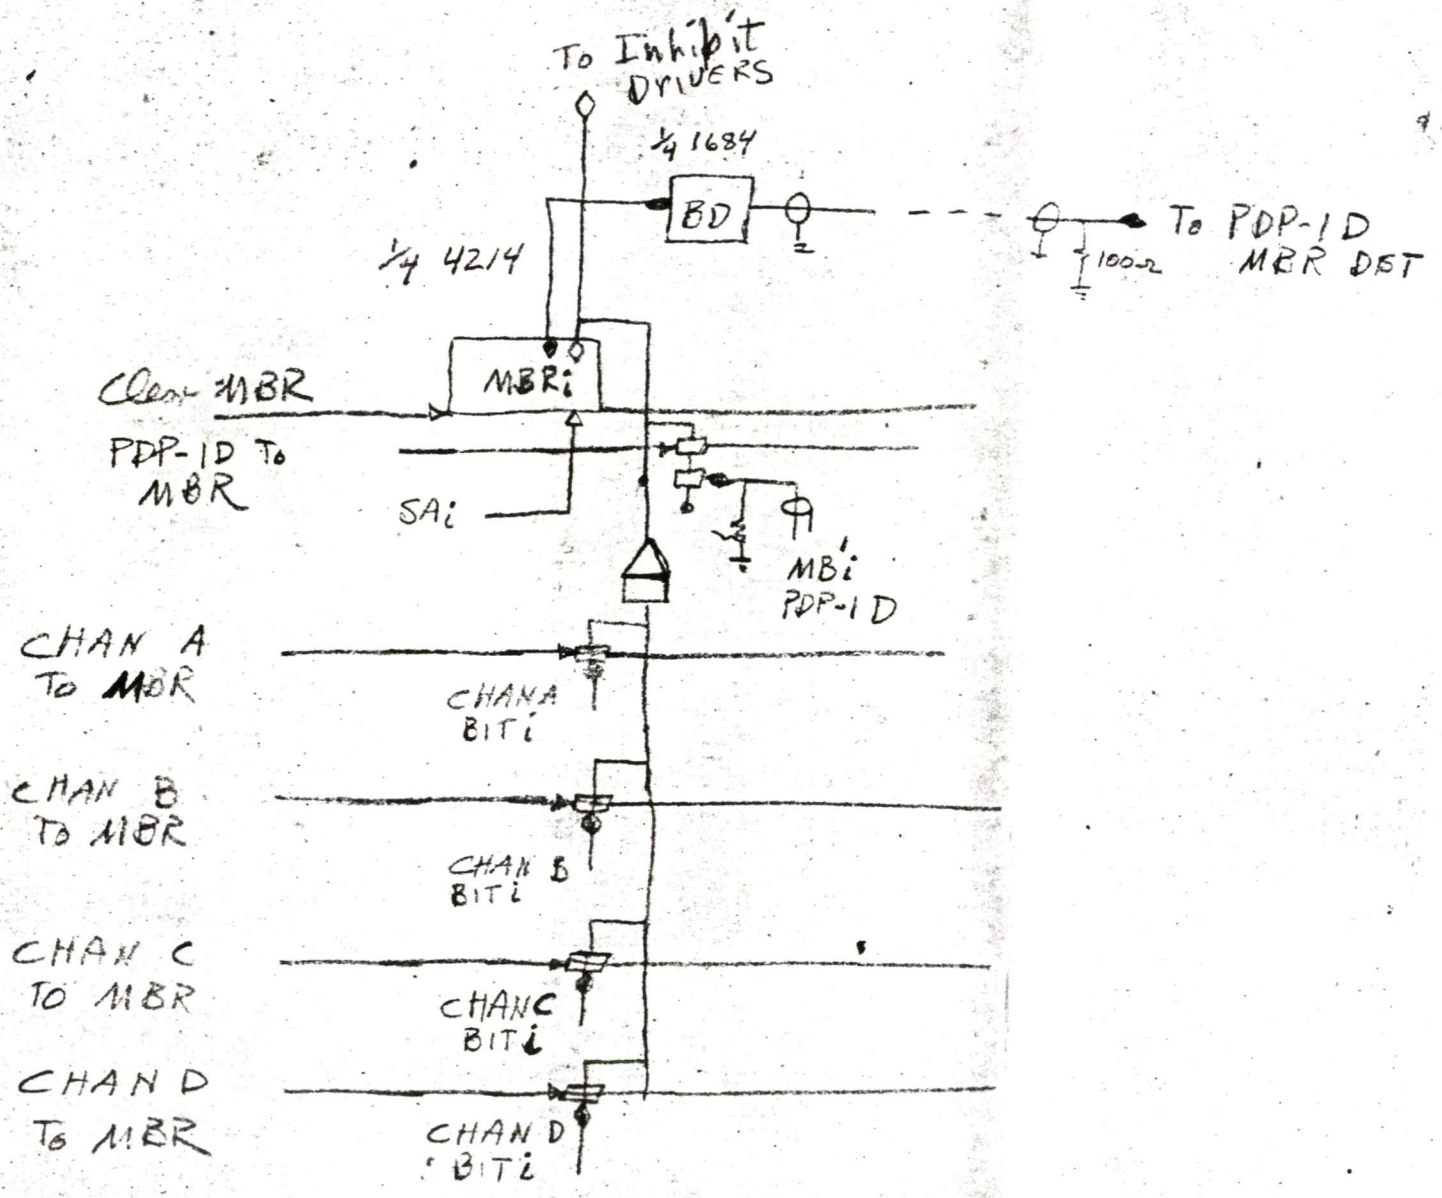 To Inhibit
DRIVERS
1/4 1684
BD
To PDP-1D
MBR DET
100Ω
1/4 4214
MBRi
Clear MBR
PDP-1D To
MBR
SAi
MBi'
PDP-1D
CHAN A
To MBR
CHAN A
BIT i
CHAN B
To MBR
CHAN B
BIT i
CHAN C
TO MBR
CHAN C
BIT i
CHAN D
To MBR
CHAN D
BIT i